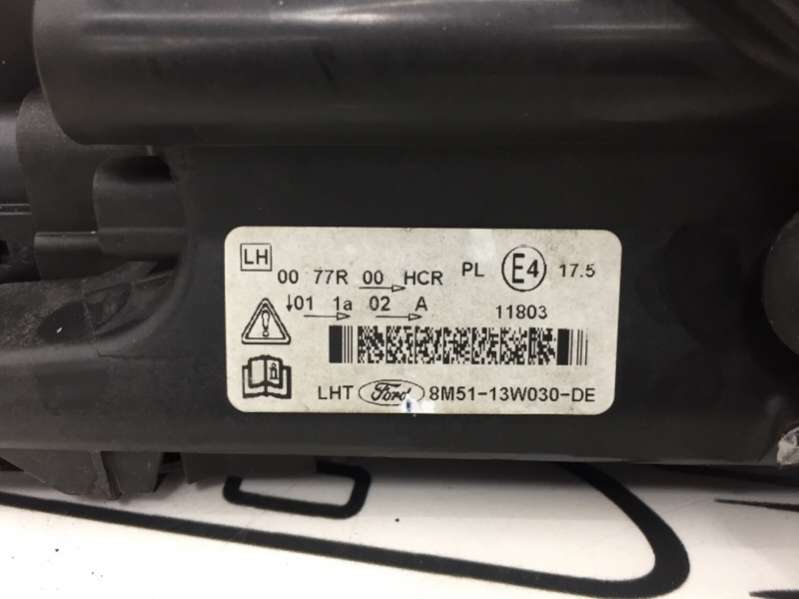 LH
00 77R 00 HCR PL E4 17.5
↓01 1a 02 A 11803
LHT Ford 8M51-13W030-DE